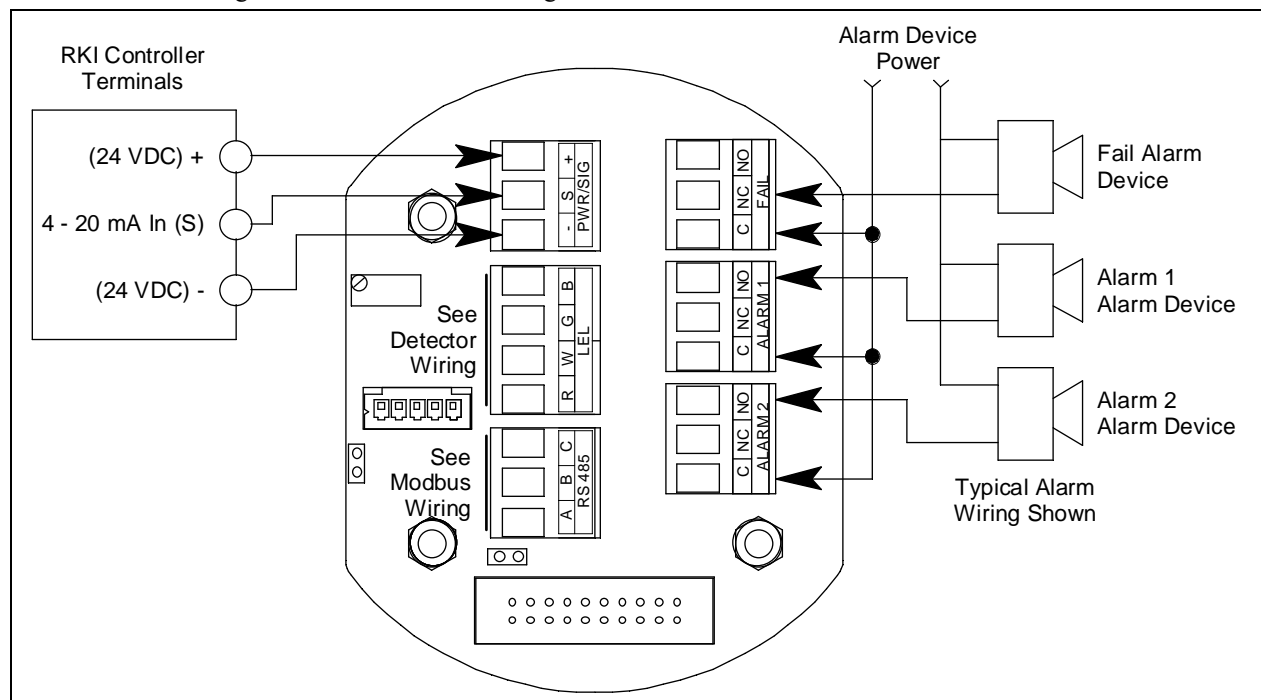 RKI Controller
Terminals
(24 VDC) +
4 - 20 mA In (S)
(24 VDC) -
- S +
PWR/SIG
See
Detector
Wiring
R W G B
LEL
See
Modbus
Wiring
A B C
RS 485
C NC NO
FAIL
C NC NO
ALARM 1
C NC NO
ALARM 2
Alarm Device
Power
Fail Alarm
Device
Alarm 1
Alarm Device
Alarm 2
Alarm Device
Typical Alarm
Wiring Shown